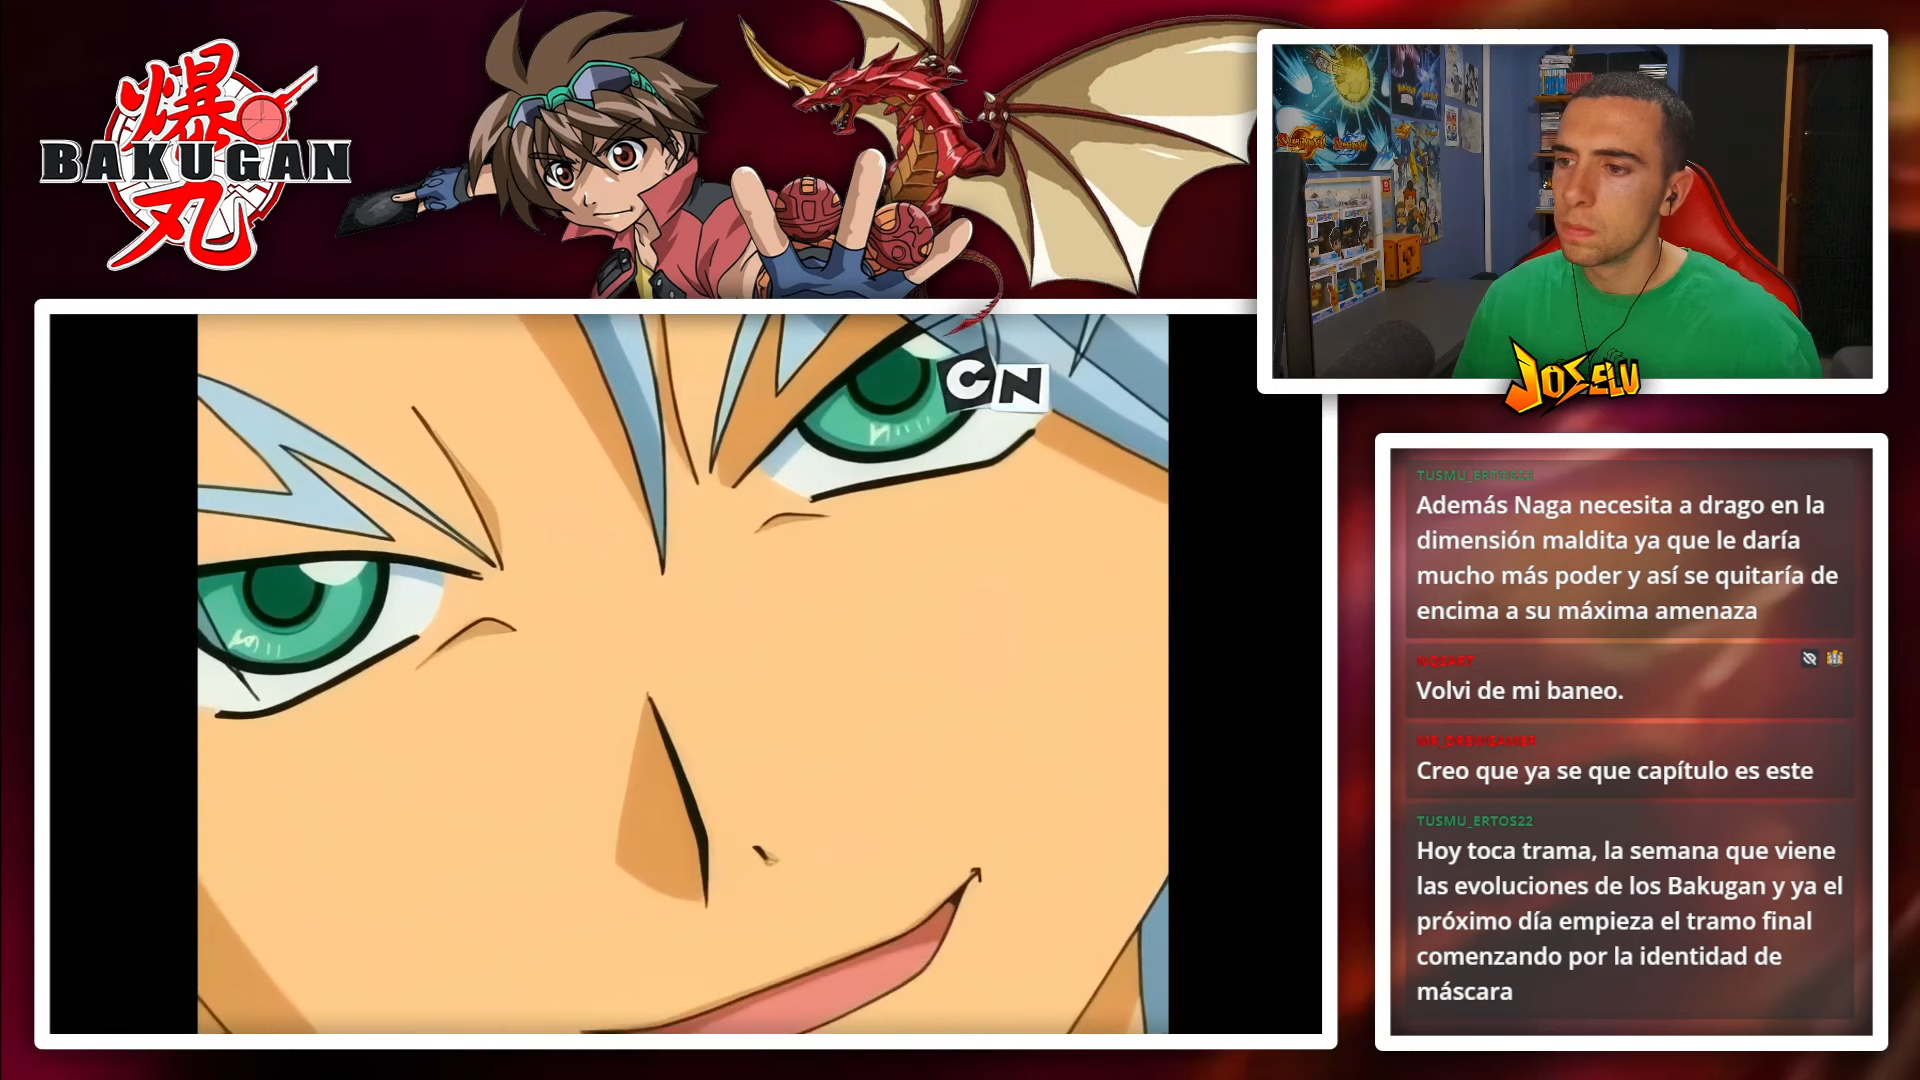 爆
BAKUGAN
丸
CN
JOSELU
TUSMU_ERTOS22
Además Naga necesita a drago en la
dimensión maldita ya que le daría
mucho más poder y así se quitaría de
encima a su máxima amenaza
Volvi de mi baneo.
MR_DREWGAMES
Creo que ya se que capítulo es este
TUSMU_ERTOS22
Hoy toca trama, la semana que viene
las evoluciones de los Bakugan y ya el
próximo día empieza el tramo final
comenzando por la identidad de
máscara